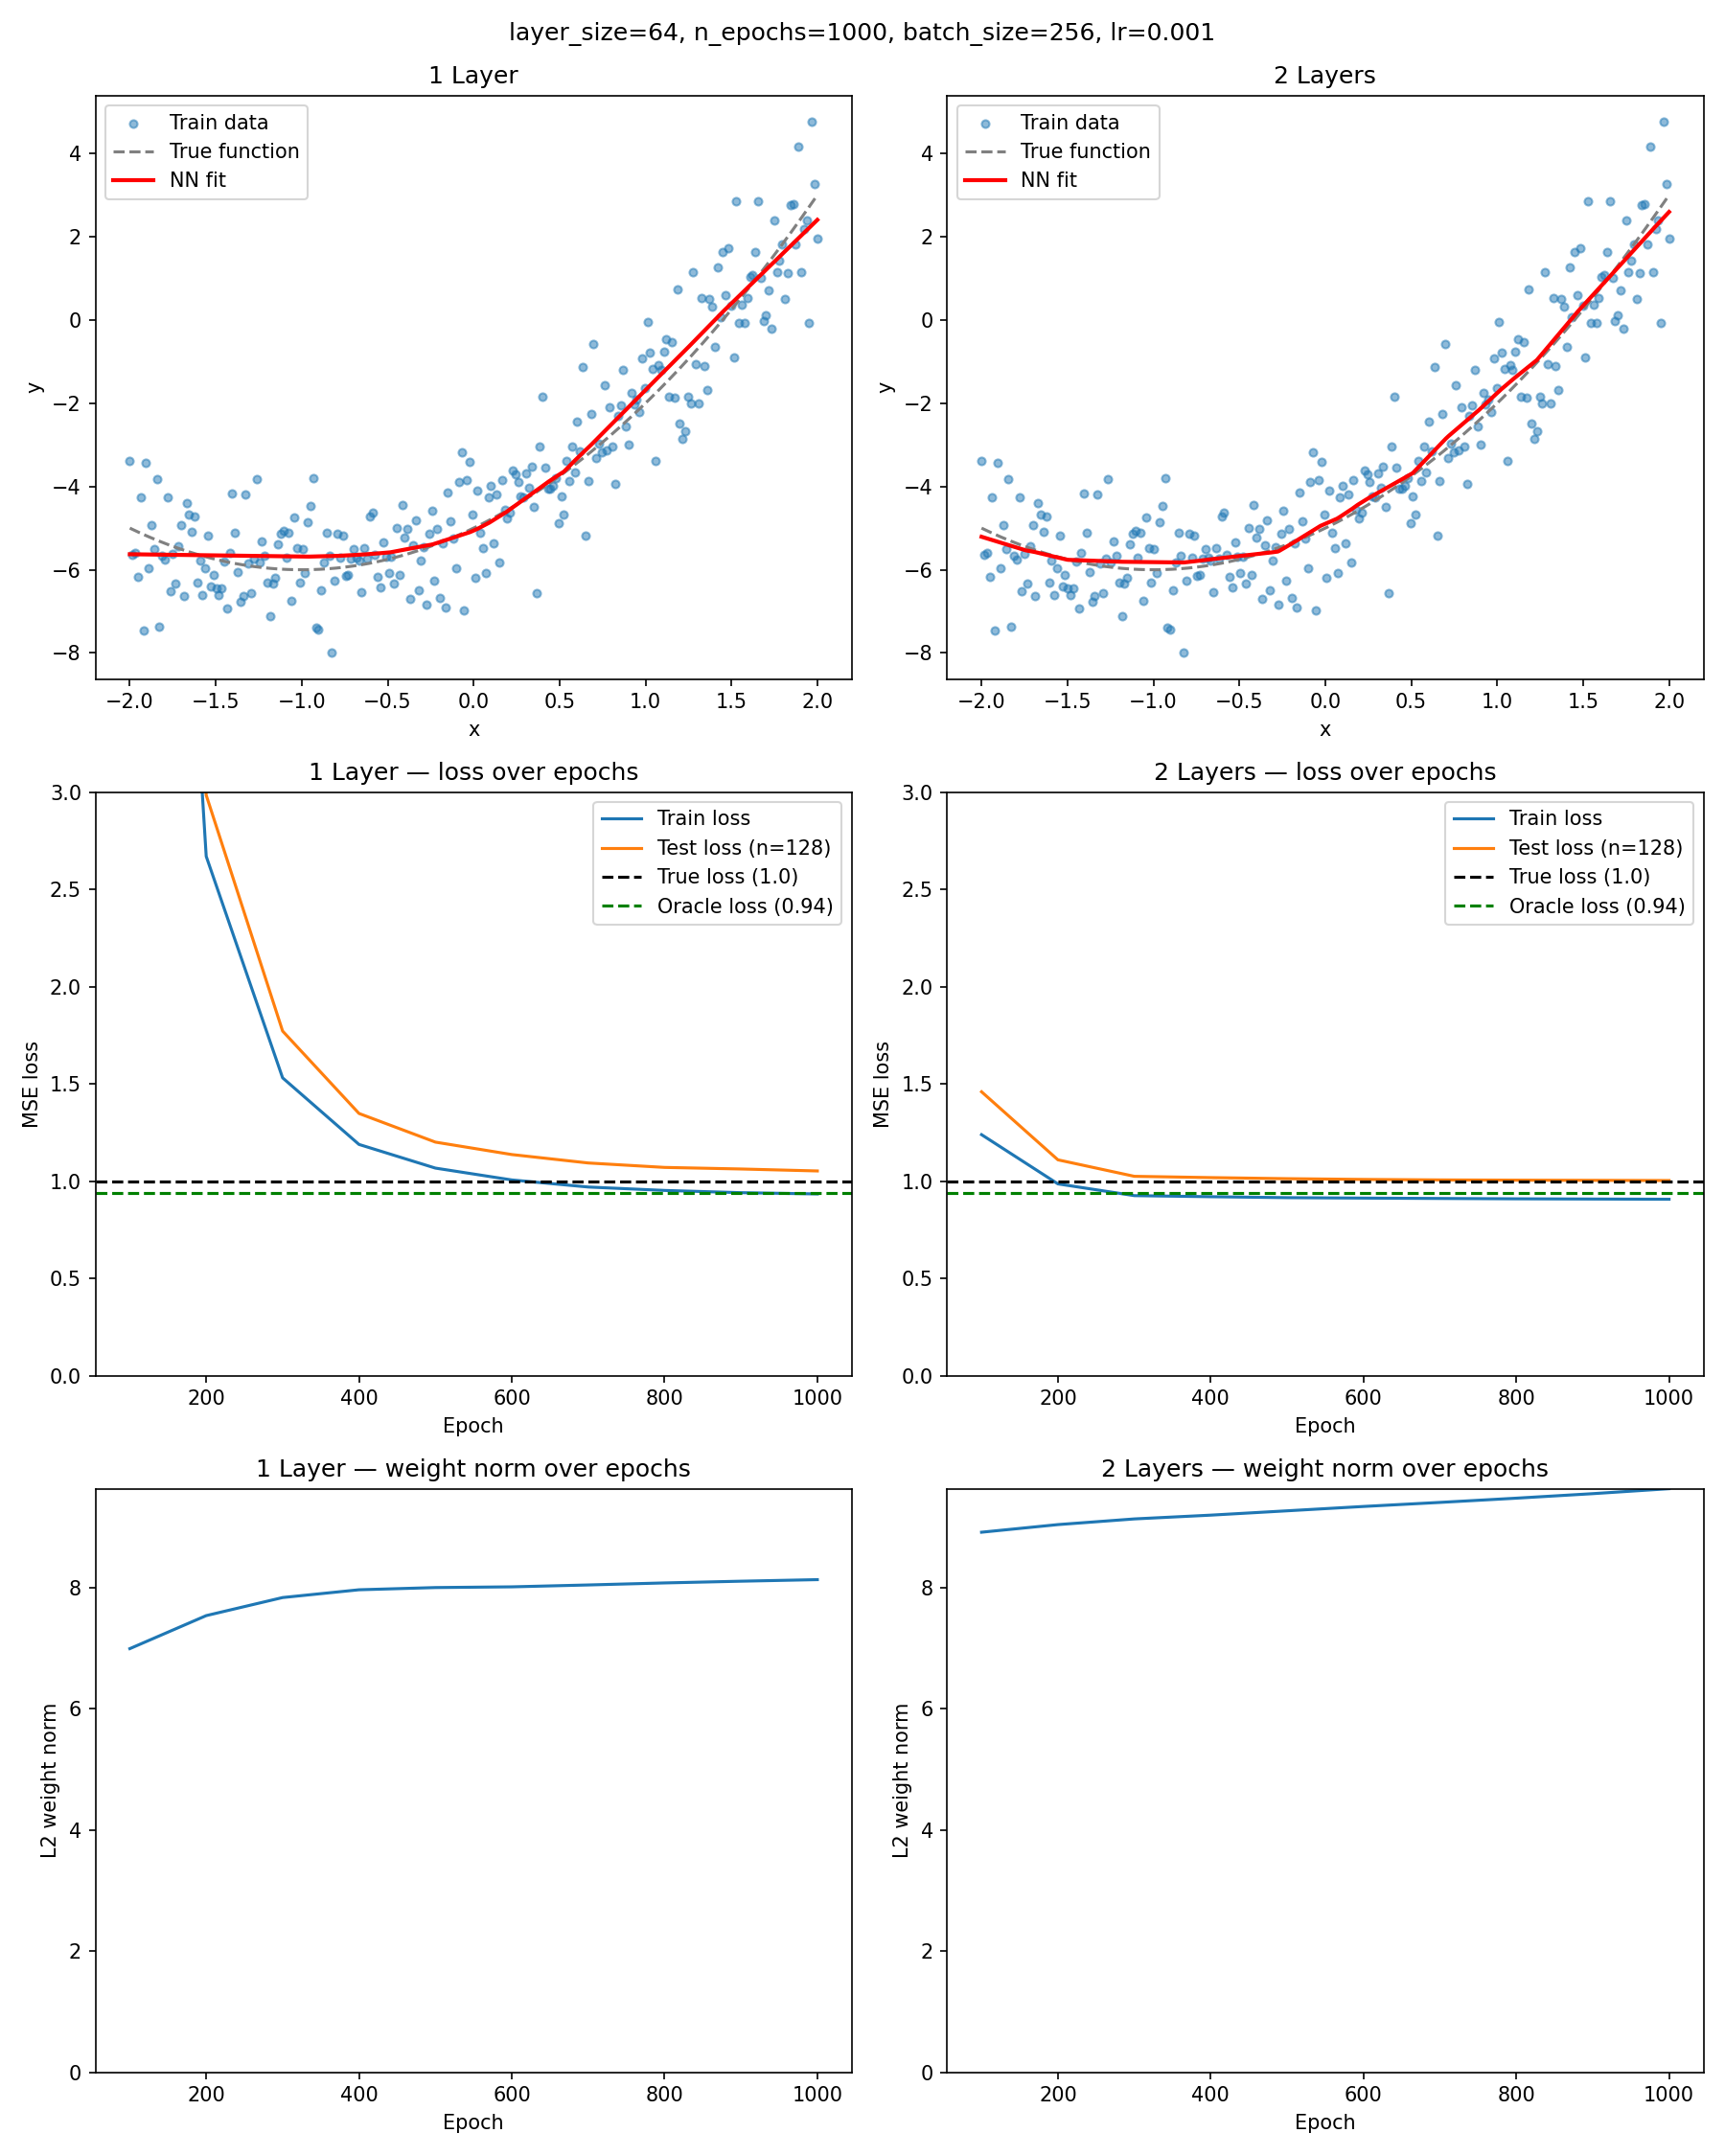 layer_size=64, n_epochs=1000, batch_size=256, lr=0.001
1 Layer
Train data
True function
NN fit
4
2
0
−2
−4
−6
−8
y
−2.0 −1.5 −1.0 −0.5 0.0 0.5 1.0 1.5 2.0
x
2 Layers
Train data
True function
NN fit
4
2
0
−2
−4
−6
−8
y
−2.0 −1.5 −1.0 −0.5 0.0 0.5 1.0 1.5 2.0
x
1 Layer — loss over epochs
Train loss
Test loss (n=128)
True loss (1.0)
Oracle loss (0.94)
3.0
2.5
2.0
1.5
1.0
0.5
0.0
MSE loss
200 400 600 800 1000
Epoch
2 Layers — loss over epochs
Train loss
Test loss (n=128)
True loss (1.0)
Oracle loss (0.94)
3.0
2.5
2.0
1.5
1.0
0.5
0.0
MSE loss
200 400 600 800 1000
Epoch
1 Layer — weight norm over epochs
8
6
4
2
0
L2 weight norm
200 400 600 800 1000
Epoch
2 Layers — weight norm over epochs
8
6
4
2
0
L2 weight norm
200 400 600 800 1000
Epoch